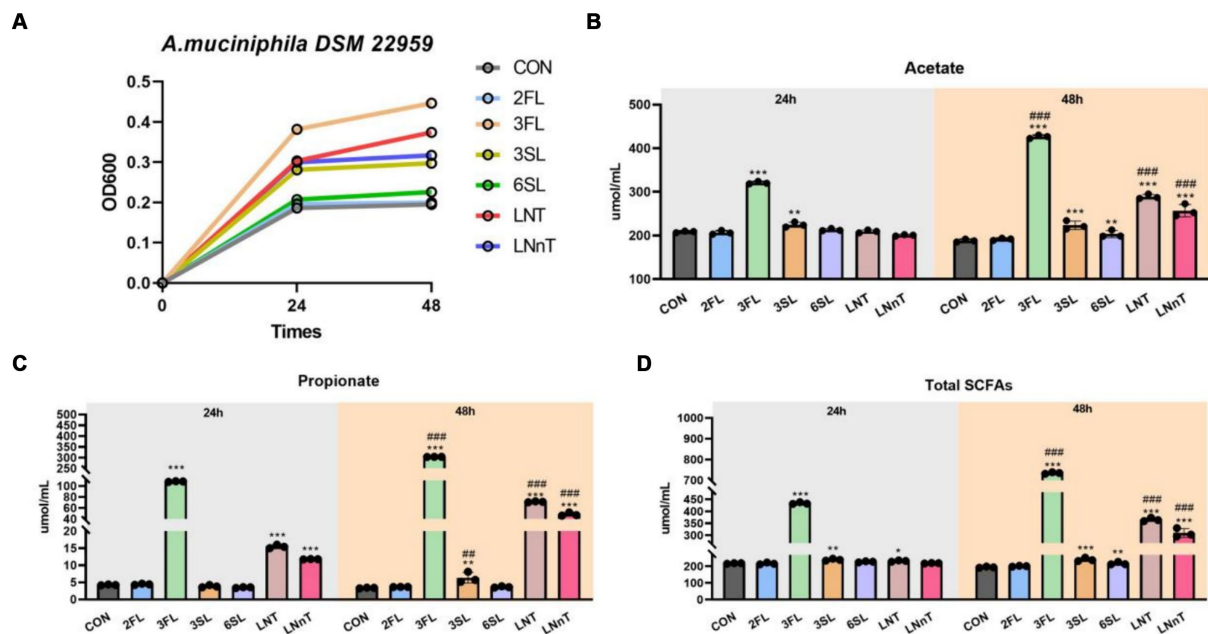 A
A.muciniphila DSM 22959
0.5
0.4
0.3
0.2
0.1
0.0
OD600
0
24
48
Times
CON
2FL
3FL
3SL
6SL
LNT
LNnT
B
Acetate
24h
48h
500
400
300
200
100
umol/mL
***
**
###
***
***
**
###
***
###
***
CON
2FL
3FL
3SL
6SL
LNT
LNnT
CON
2FL
3FL
3SL
6SL
LNT
LNnT
C
Propionate
24h
48h
500
450
400
350
300
250
100
80
60
40
20
15
10
5
0
umol/mL
***
***
***
###
***
##
**
###
***
###
***
CON
2FL
3FL
3SL
6SL
LNT
LNnT
CON
2FL
3FL
3SL
6SL
LNT
LNnT
D
Total SCFAs
24h
48h
1000
900
800
700
450
400
350
300
200
100
0
umol/mL
***
**
*
###
***
***
**
###
***
###
***
CON
2FL
3FL
3SL
6SL
LNT
LNnT
CON
2FL
3FL
3SL
6SL
LNT
LNnT